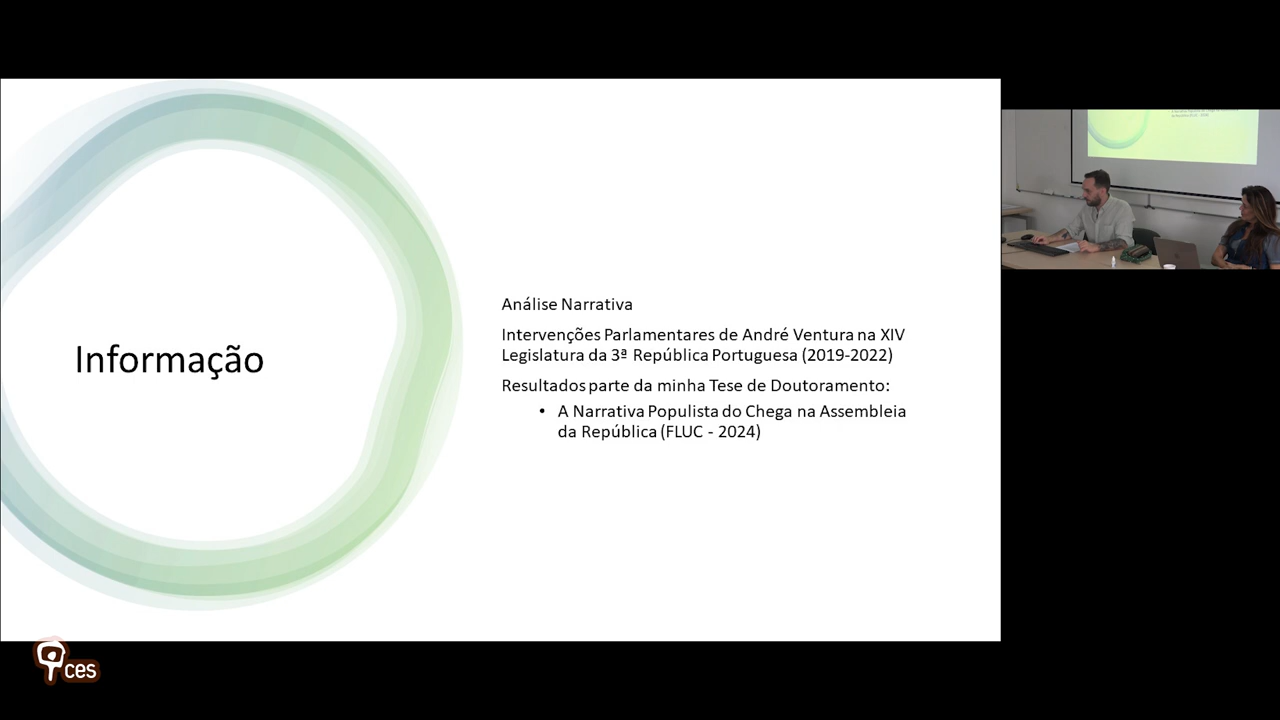 Informação
Análise Narrativa
Intervenções Parlamentares de André Ventura na XIV
Legislatura da 3ª República Portuguesa (2019-2022)
Resultados parte da minha Tese de Doutoramento:
• A Narrativa Populista do Chega na Assembleia
da República (FLUC - 2024)
ces